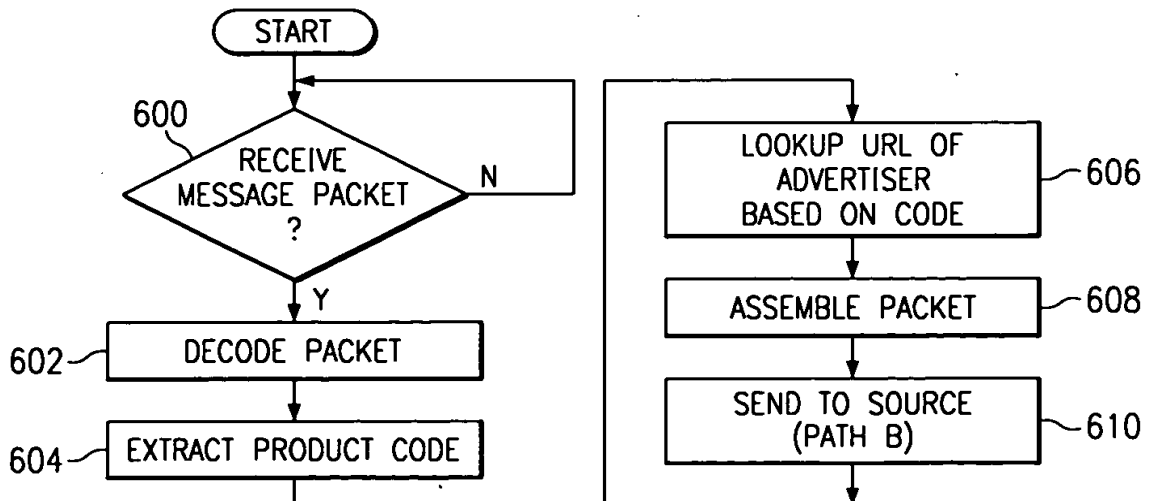 START
600
RECEIVE
MESSAGE PACKET
?
N
Y
602
DECODE PACKET
604
EXTRACT PRODUCT CODE
LOOKUP URL OF
ADVERTISER
BASED ON CODE
606
ASSEMBLE PACKET
608
SEND TO SOURCE
(PATH B)
610